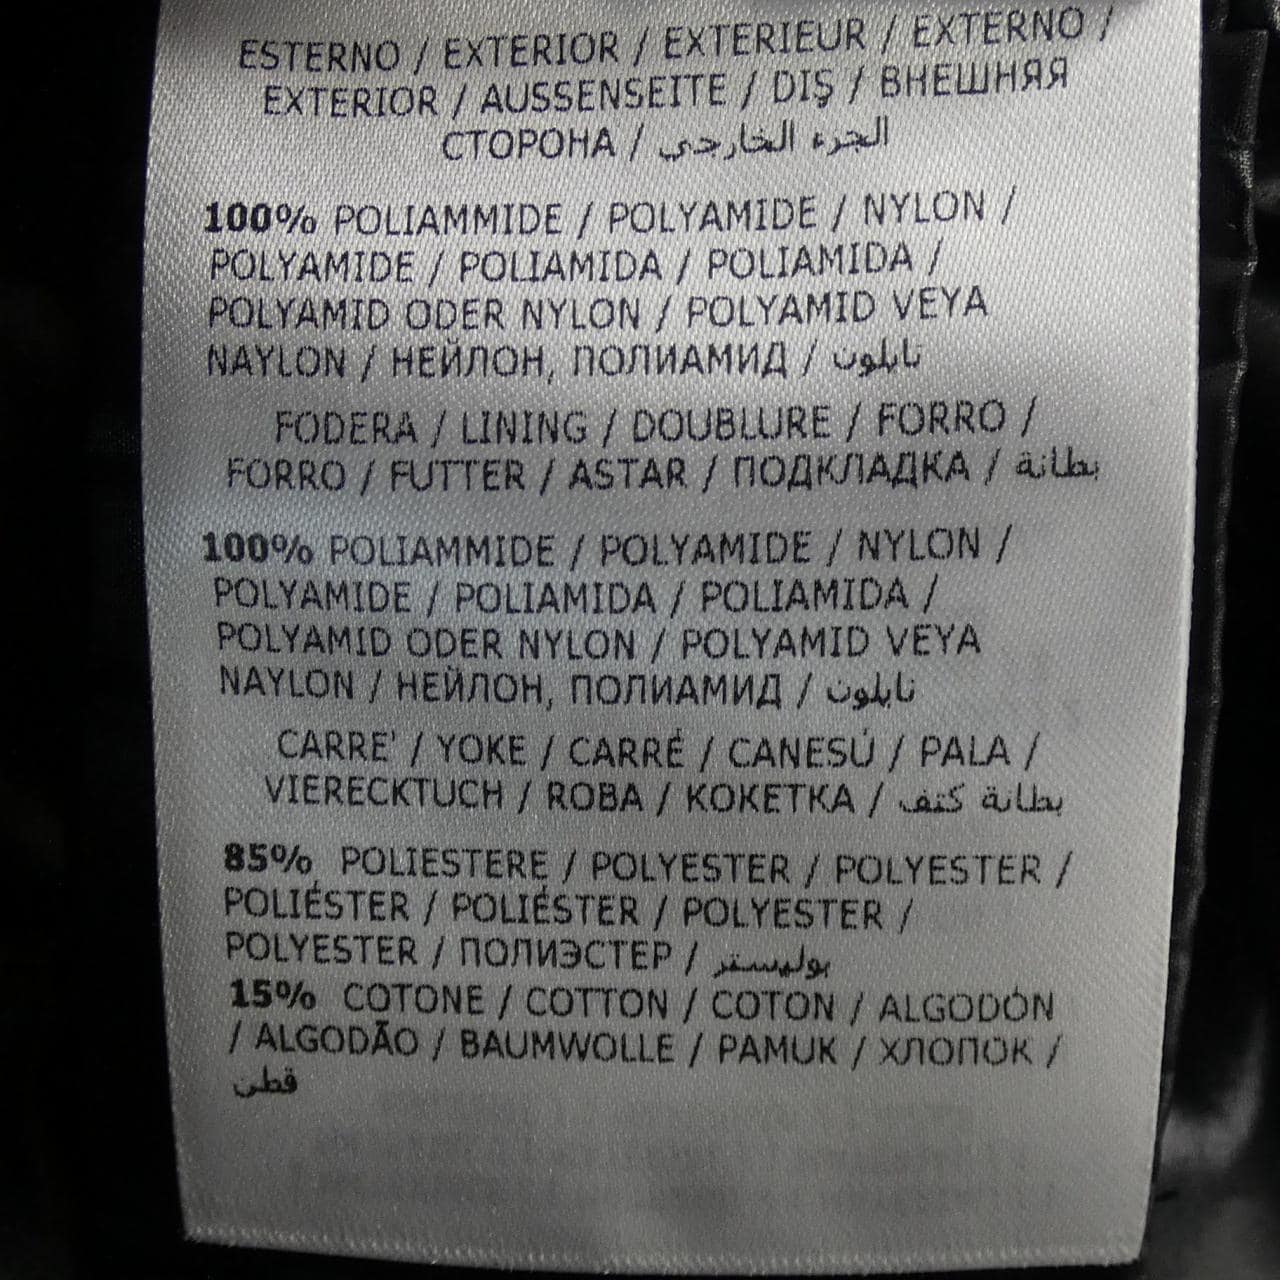 ESTERNO / EXTERIOR / EXTERIEUR / EXTERNO /
EXTERIOR / AUSSENSEITE / DIŞ / ВНЕШНЯЯ
СТОРОНА / الجزء الخارجي
100% POLIAMMIDE / POLYAMIDE / NYLON /
POLYAMIDE / POLIAMIDA / POLIAMIDA /
POLYAMID ODER NYLON / POLYAMID VEYA
NAYLON / НЕЙЛОН, ПОЛИАМИД / نايلون
FODERA / LINING / DOUBLURE / FORRO /
FORRO / FUTTER / ASTAR / ПОДКЛАДКА / بطانة
100% POLIAMMIDE / POLYAMIDE / NYLON /
POLYAMIDE / POLIAMIDA / POLIAMIDA /
POLYAMID ODER NYLON / POLYAMID VEYA
NAYLON / НЕЙЛОН, ПОЛИАМИД / نايلون
CARRE' / YOKE / CARRÉ / CANESÚ / PALA /
VIERECKTUCH / ROBA / КОКЕТКА / بطانة كتف
85% POLIESTERE / POLYESTER / POLYESTER /
POLIÉSTER / POLIÉSTER / POLYESTER /
POLYESTER / ПОЛИЭСТЕР / بوليستر
15% COTONE / COTTON / COTON / ALGODÓN
/ ALGODÃO / BAUMWOLLE / PAMUK / ХЛОПОК /
قطن